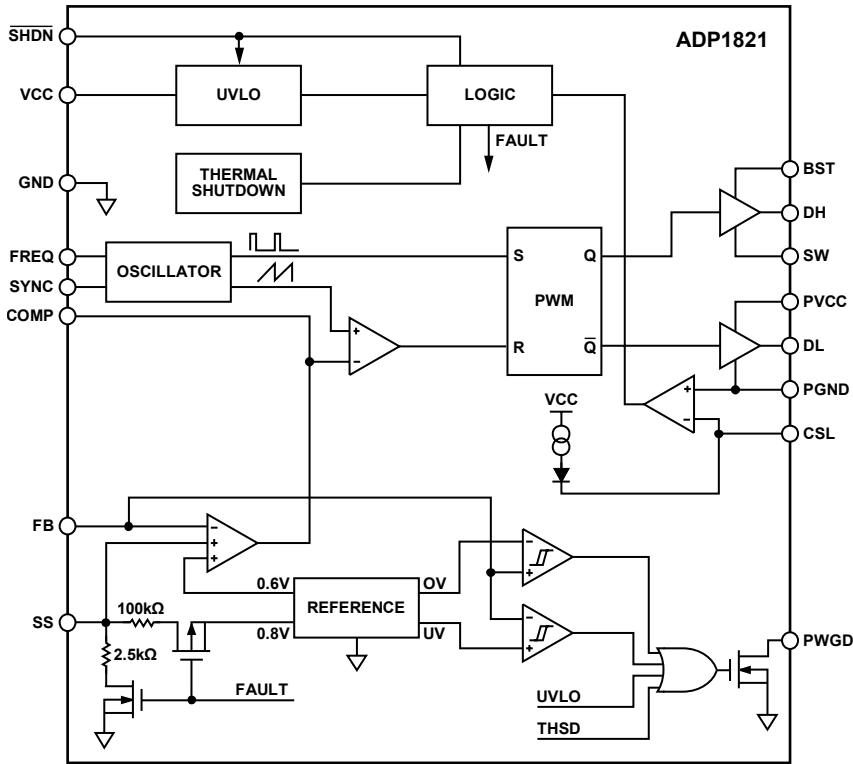 SHDN
ADP1821
VCC
UVLO
LOGIC
FAULT
GND
THERMAL
SHUTDOWN
BST
DH
SW
FREQ
SYNC
OSCILLATOR
COMP
S
Q
PWM
R
Q
+
−
PVCC
DL
PGND
CSL
VCC
+
−
FB
−
+
+
0.6V
0.8V
REFERENCE
OV
UV
−
+
−
+
SS
100kΩ
2.5kΩ
FAULT
UVLO
THSD
PWGD